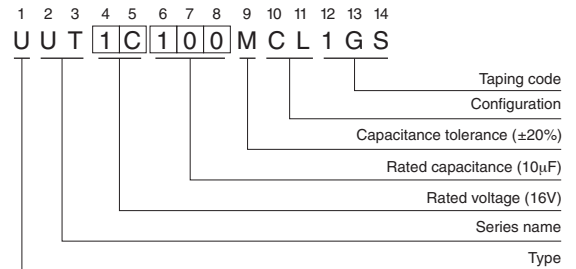 1 2 3 4 5 6 7 8 9 10 11 12 13 14
U U T 1 C 1 0 0 M C L 1 G S
Taping code
Configuration
Capacitance tolerance (±20%)
Rated capacitance (10μF)
Rated voltage (16V)
Series name
Type